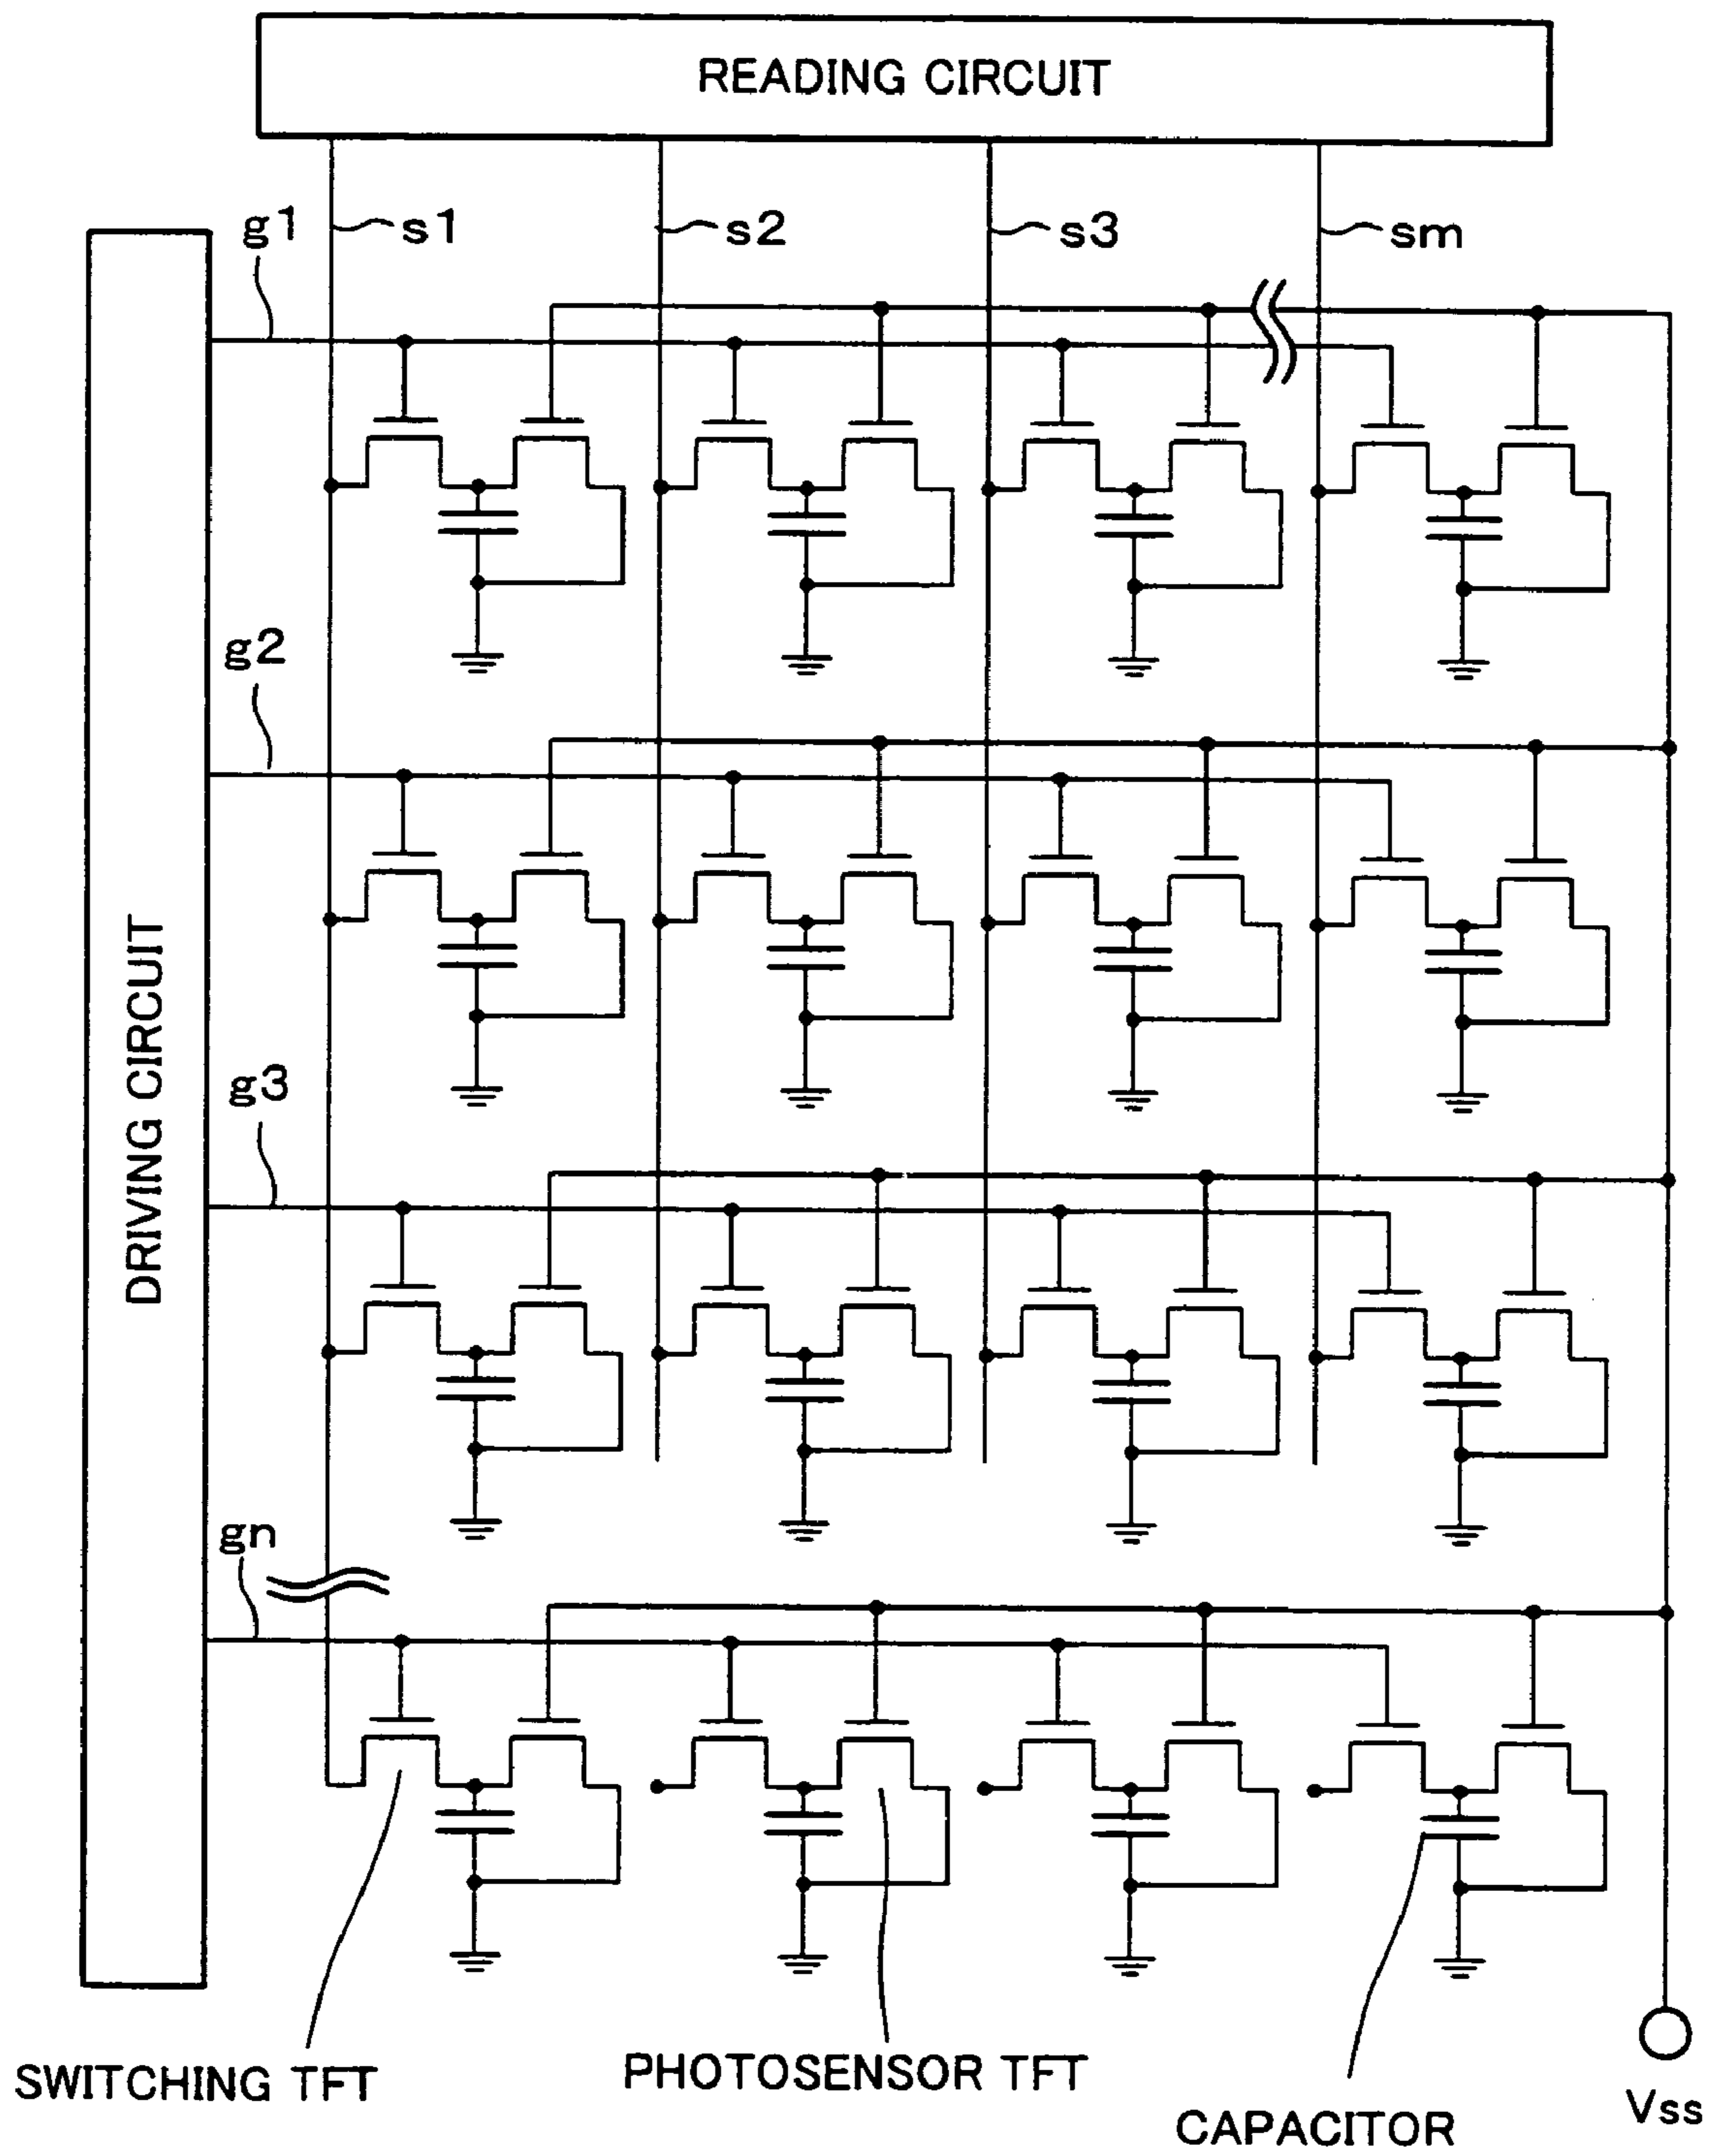 READING CIRCUIT
g1
s1
s2
s3
sm
g2
DRIVING CIRCUIT
g3
gn
SWITCHING TFT
PHOTOSENSOR TFT
CAPACITOR
Vss